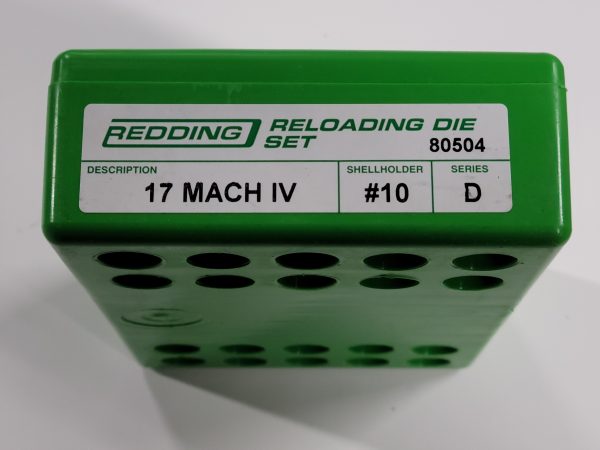 REDDING RELOADING DIE
SET 80504
DESCRIPTION SHELLHOLDER SERIES
17 MACH IV #10 D